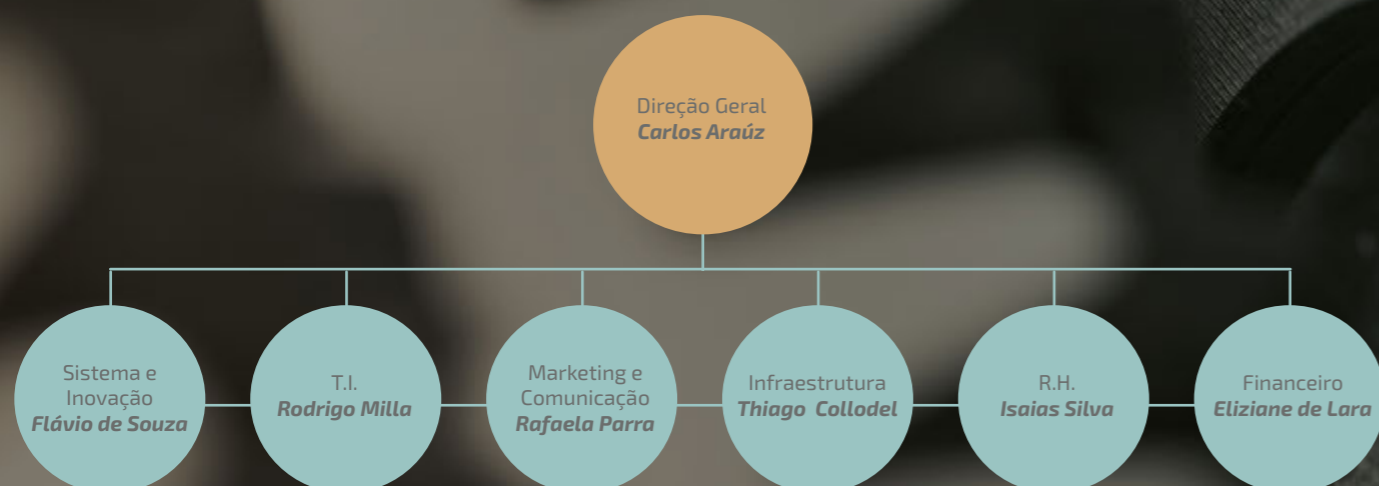 Direção Geral
Carlos Araúz
Sistema e
Inovação
Flávio de Souza
T.I.
Rodrigo Milla
Marketing e
Comunicação
Rafaela Parra
Infraestrutura
Thiago Collodel
R.H.
Isaias Silva
Financeiro
Eliziane de Lara